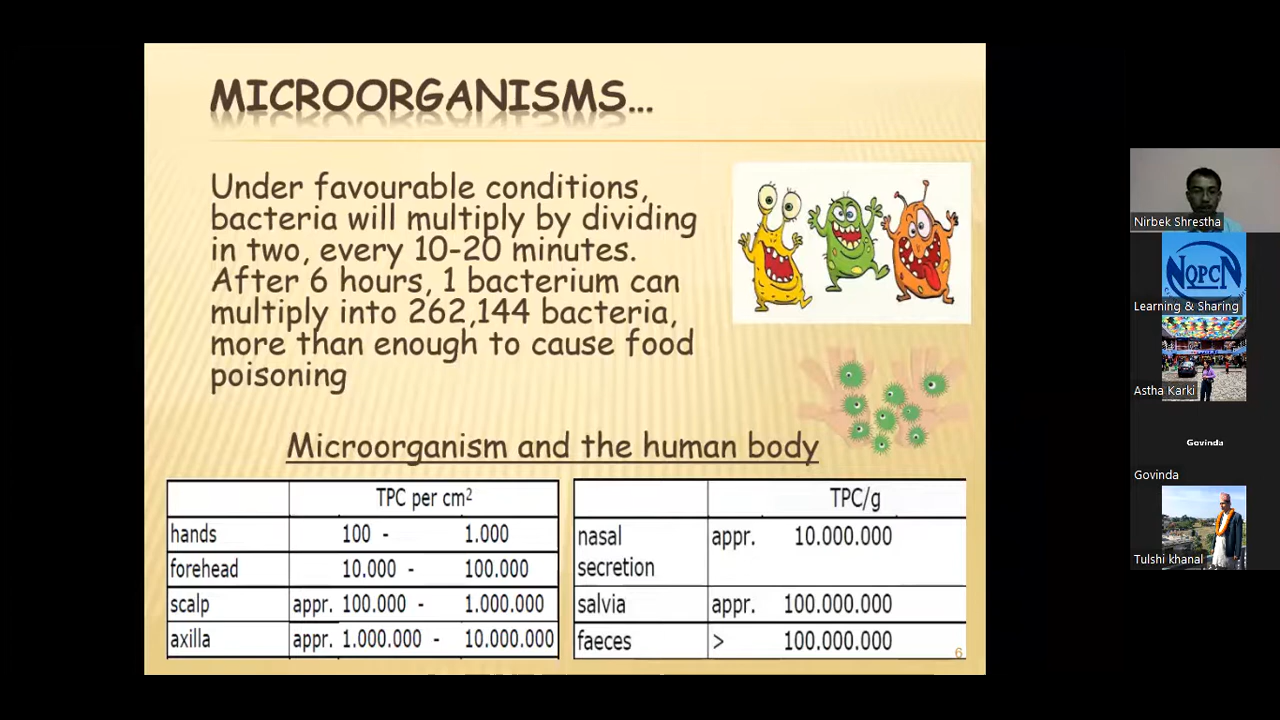 MICROORGANISMS…
Under favourable conditions,
bacteria will multiply by dividing
in two, every 10-20 minutes.
After 6 hours, 1 bacterium can
multiply into 262,144 bacteria,
more than enough to cause food
poisoning
Microorganism and the human body
TPC per cm²
hands 100 - 1.000
forehead 10.000 - 100.000
scalp appr. 100.000 - 1.000.000
axilla appr. 1.000.000 - 10.000.000
TPC/g
nasal appr. 10.000.000
secretion
salvia appr. 100.000.000
faeces > 100.000.000
6
Nirbek Shrestha
NQPCN
Learning & Sharing
Astha Karki
Govinda
Govinda
Tulshi khanal